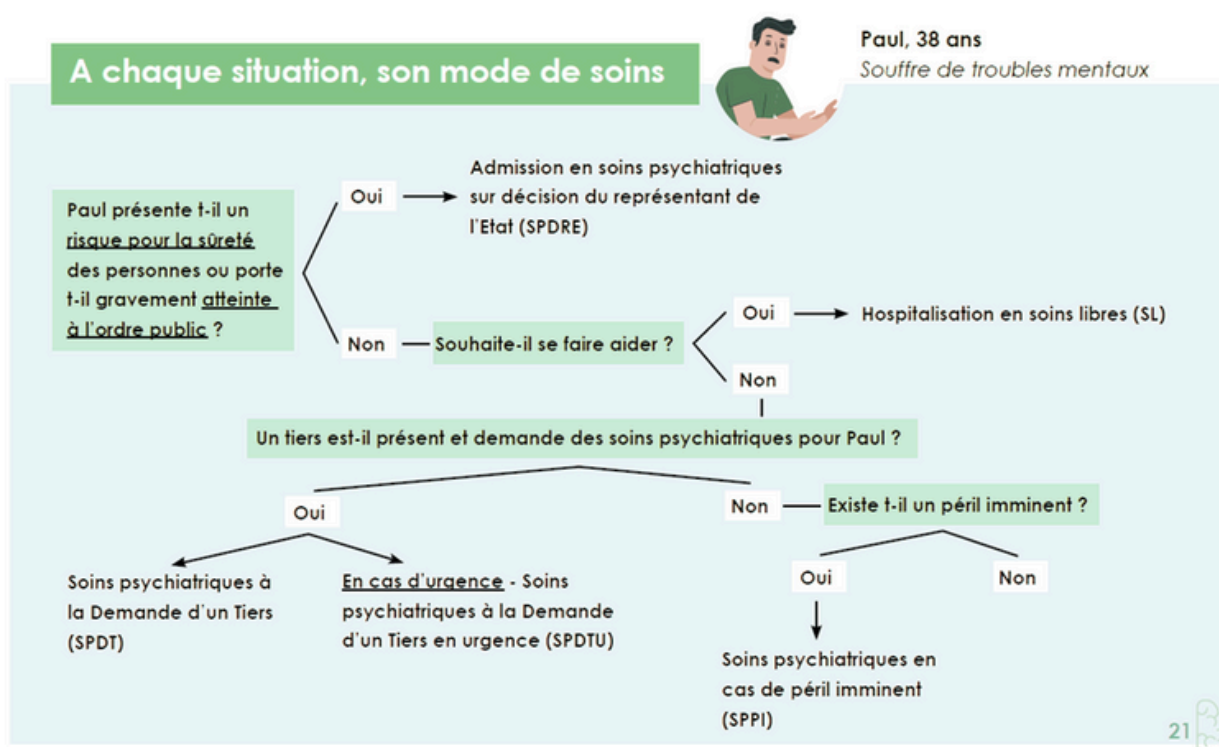 A chaque situation, son mode de soins
Paul, 38 ans
Souffre de troubles mentaux
Paul présente t-il un
risque pour la sûreté
des personnes ou porte
t-il gravement atteinte
à l'ordre public ?
Oui
Admission en soins psychiatriques
sur décision du représentant de
l'Etat (SPDRE)
Non
Souhaite-il se faire aider ?
Oui
Hospitalisation en soins libres (SL)
Non
Un tiers est-il présent et demande des soins psychiatriques pour Paul ?
Oui
Soins psychiatriques à
la Demande d'un Tiers
(SPDT)
En cas d'urgence - Soins
psychiatriques à la Demande
d'un Tiers en urgence (SPDTU)
Non
Existe t-il un péril imminent ?
Oui
Non
Soins psychiatriques en
cas de péril imminent
(SPPI)
21